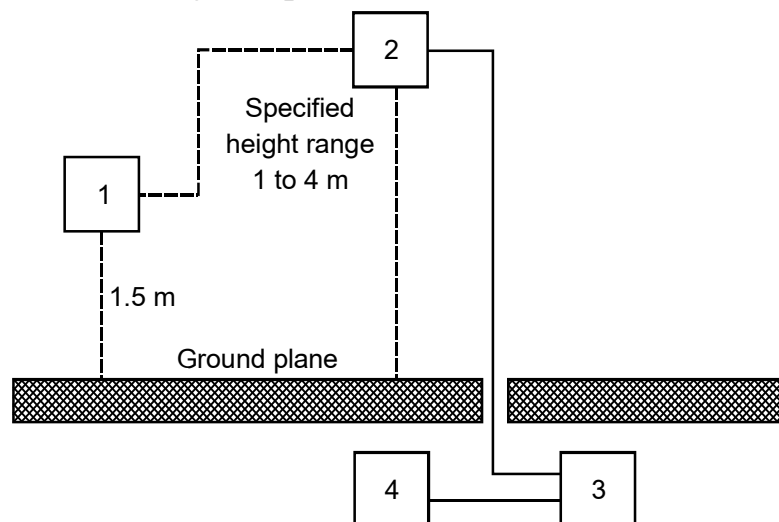 2
Specified
height range
1 to 4 m
1
1.5 m
Ground plane
4
3